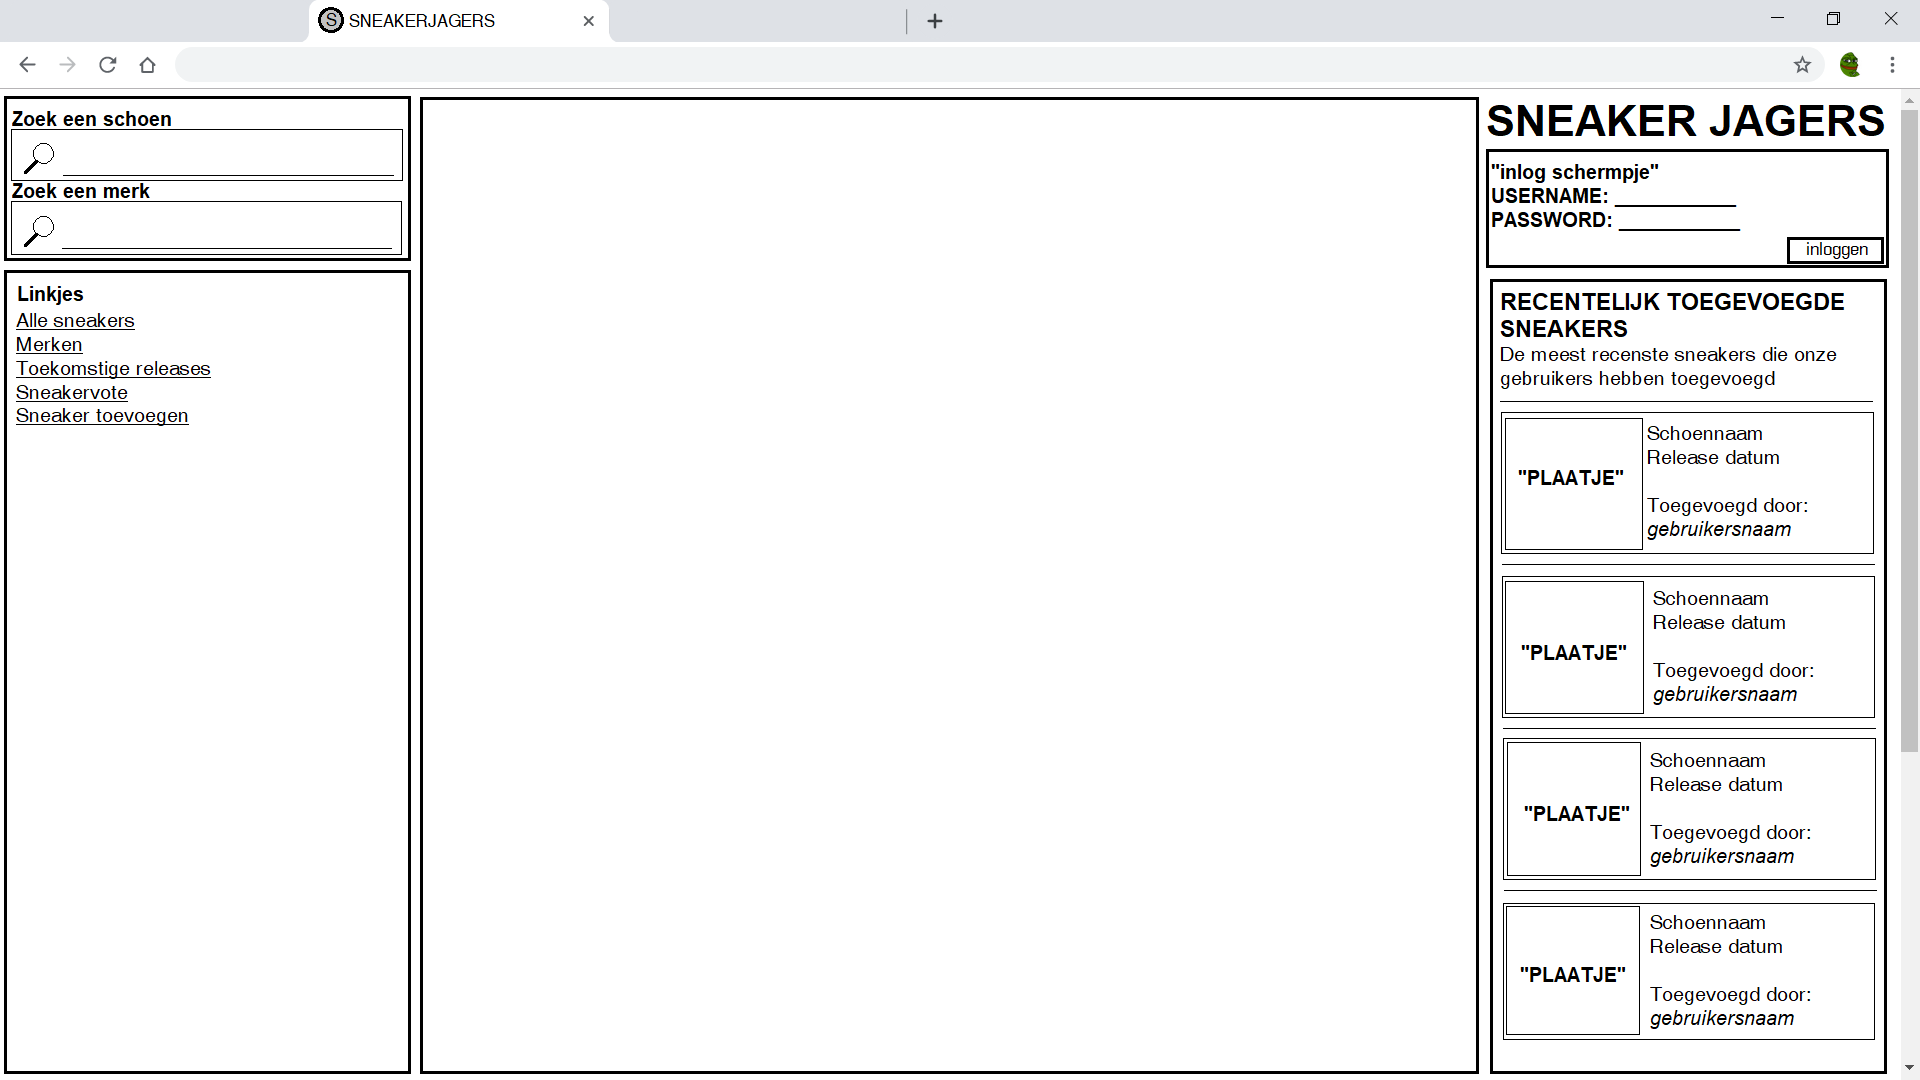 S SNEAKERJAGERS
Zoek een schoen
Zoek een merk
Linkjes
Alle sneakers
Merken
Toekomstige releases
Sneakervote
Sneaker toevoegen
SNEAKER JAGERS
"inlog schermpje"
USERNAME: ___________
PASSWORD: ___________
inloggen
RECENTELIJK TOEGEVOEGDE
SNEAKERS
De meest recenste sneakers die onze
gebruikers hebben toegevoegd
"PLAATJE"
Schoennaam
Release datum
Toegevoegd door:
gebruikersnaam
"PLAATJE"
Schoennaam
Release datum
Toegevoegd door:
gebruikersnaam
"PLAATJE"
Schoennaam
Release datum
Toegevoegd door:
gebruikersnaam
"PLAATJE"
Schoennaam
Release datum
Toegevoegd door:
gebruikersnaam